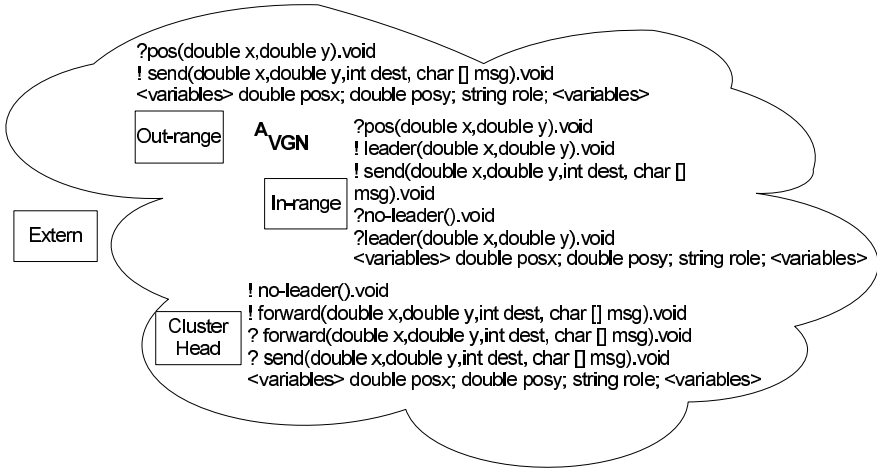 ?pos(double x,double y).void
! send(double x,double y,int dest, char [] msg).void
<variables> double posx; double posy; string role; <variables>
Out-range
A VGN
?pos(double x,double y).void
! leader(double x,double y).void
! send(double x,double y,int dest, char []
msg).void
In-range
?no-leader().void
?leader(double x,double y).void
<variables> double posx; double posy; string role; <variables>
Extern
! no-leader().void
! forward(double x,double y,int dest, char [] msg).void
Cluster
Head
? forward(double x,double y,int dest, char [] msg).void
? send(double x,double y,int dest, char [] msg).void
<variables> double posx; double posy; string role; <variables>